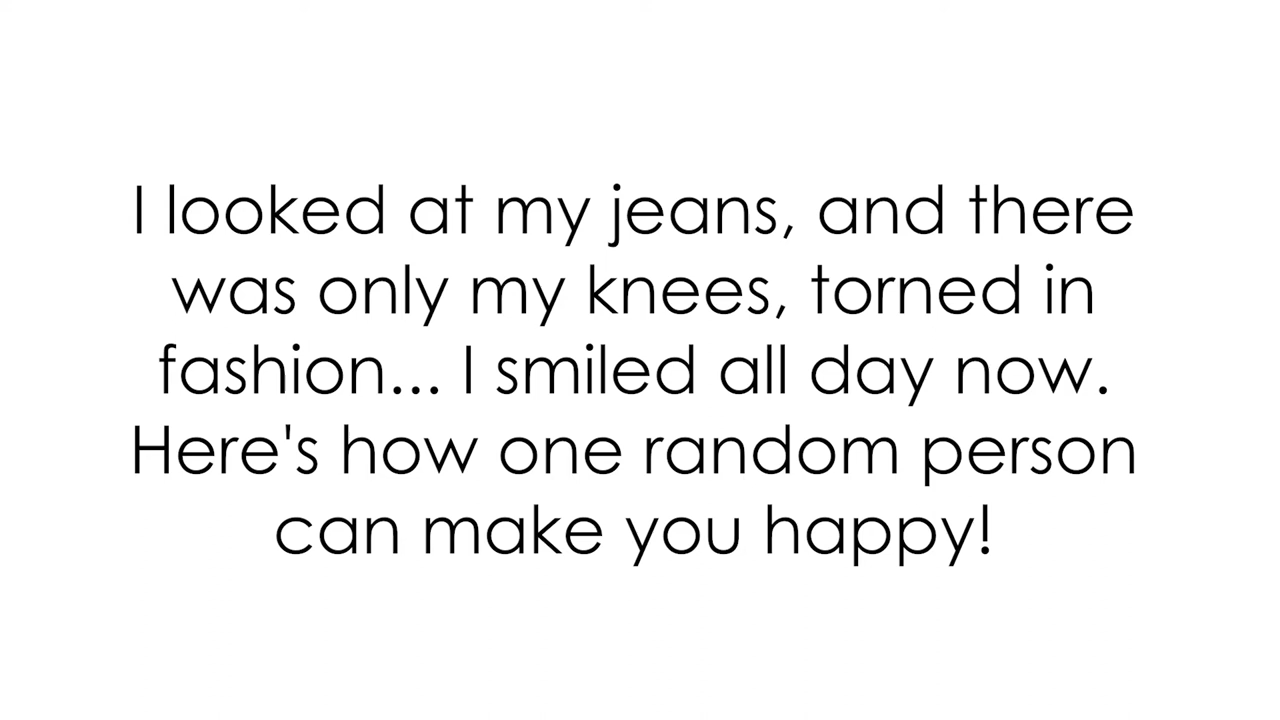 I looked at my jeans, and there
was only my knees, torned in
fashion... I smiled all day now.
Here's how one random person
can make you happy!